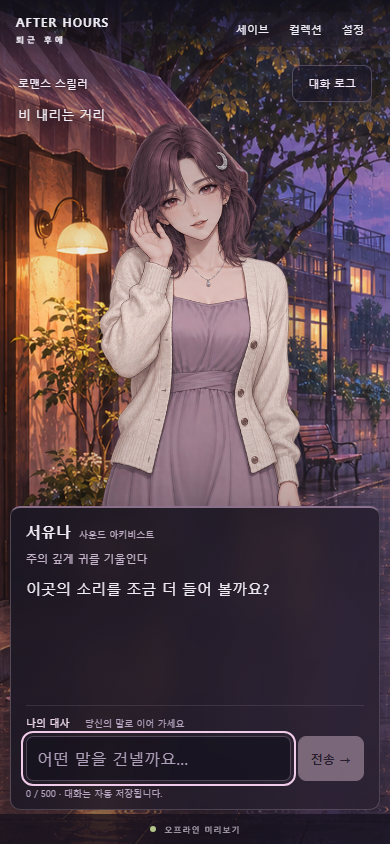 AFTER HOURS
퇴근 후에
세이브 컬렉션 설정
로맨스 스릴러
대화 로그
비 내리는 거리
서유나 사운드 아키비스트
주의 깊게 귀를 기울인다
이곳의 소리를 조금 더 들어 볼까요?
나의 대사 당신의 말로 이어 가세요
어떤 말을 건넬까요...
전송 →
0 / 500 · 대화는 자동 저장됩니다.
오프라인 미리보기